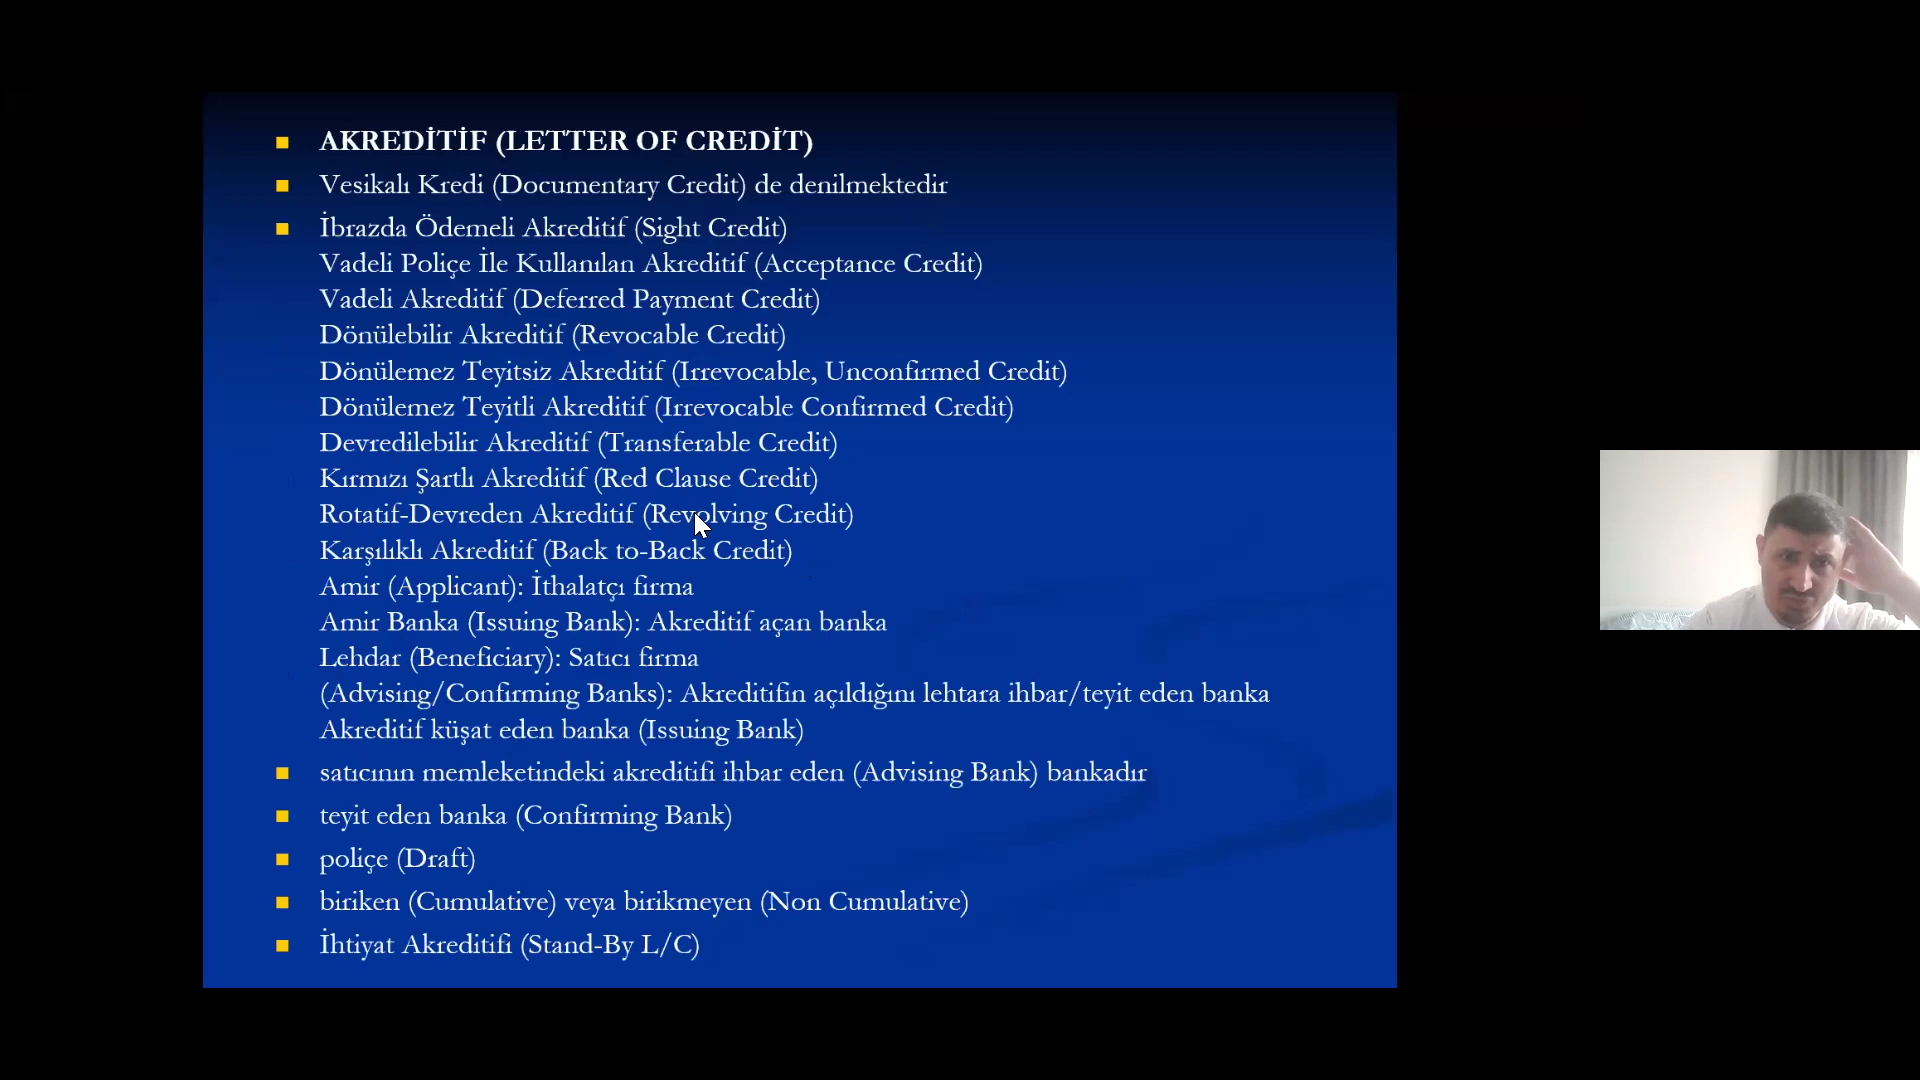 AKREDİTİF (LETTER OF CREDİT)
Vesikalı Kredi (Documentary Credit) de denilmektedir
İbrazda Ödemeli Akreditif (Sight Credit)
Vadeli Poliçe İle Kullanılan Akreditif (Acceptance Credit)
Vadeli Akreditif (Deferred Payment Credit)
Dönülebilir Akreditif (Revocable Credit)
Dönülemez Teyitsiz Akreditif (Irrevocable, Unconfirmed Credit)
Dönülemez Teyitli Akreditif (Irrevocable Confirmed Credit)
Devredilebilir Akreditif (Transferable Credit)
Kırmızı Şartlı Akreditif (Red Clause Credit)
Rotatif-Devreden Akreditif (Revolving Credit)
Karşılıklı Akreditif (Back to-Back Credit)
Amir (Applicant): İthalatçı firma
Amir Banka (Issuing Bank): Akreditif açan banka
Lehdar (Beneficiary): Satıcı firma
(Advising/Confirming Banks): Akreditifin açıldığını lehtara ihbar/teyit eden banka
Akreditif küşat eden banka (Issuing Bank)
satıcının memleketindeki akreditifi ihbar eden (Advising Bank) bankadır
teyit eden banka (Confirming Bank)
poliçe (Draft)
biriken (Cumulative) veya birikmeyen (Non Cumulative)
İhtiyat Akreditifi (Stand-By L/C)